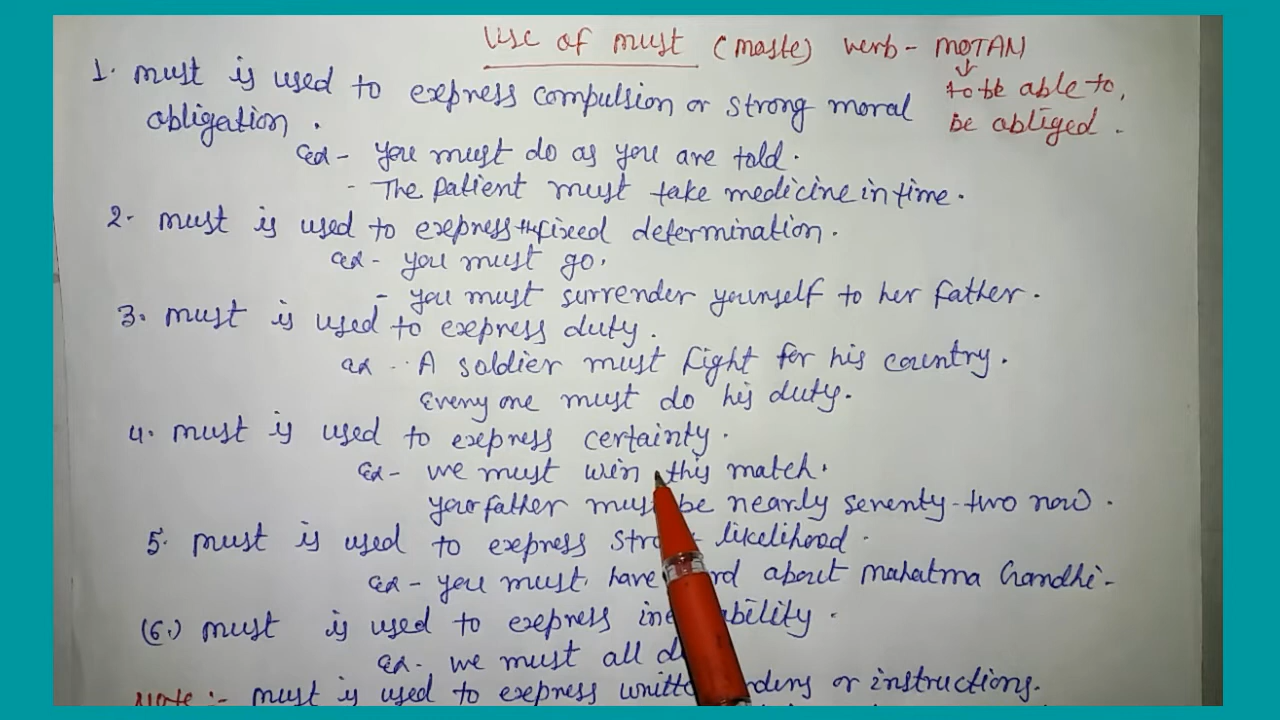 Use of must (moste) verb - MOTAN
↓
1. must is used to express compulsion or strong moral to be able to,
obligation. be obliged.
Ex - you must do as you are told.
- The patient must take medicine in time.
2. must is used to express fixed determination.
Ex - you must go.
- you must surrender yourself to her father.
3. must is used to express duty.
Ex - A soldier must fight for his country.
Every one must do his duty.
4. must is used to express certainty.
Ex - we must win this match.
your father must be nearly seventy-two now.
5. must is used to express likelihood.
Ex - you must have about mahatma Gandhi -
(6.) must is used to express
Ex - we must all
Note :- must is used to express or instructions.